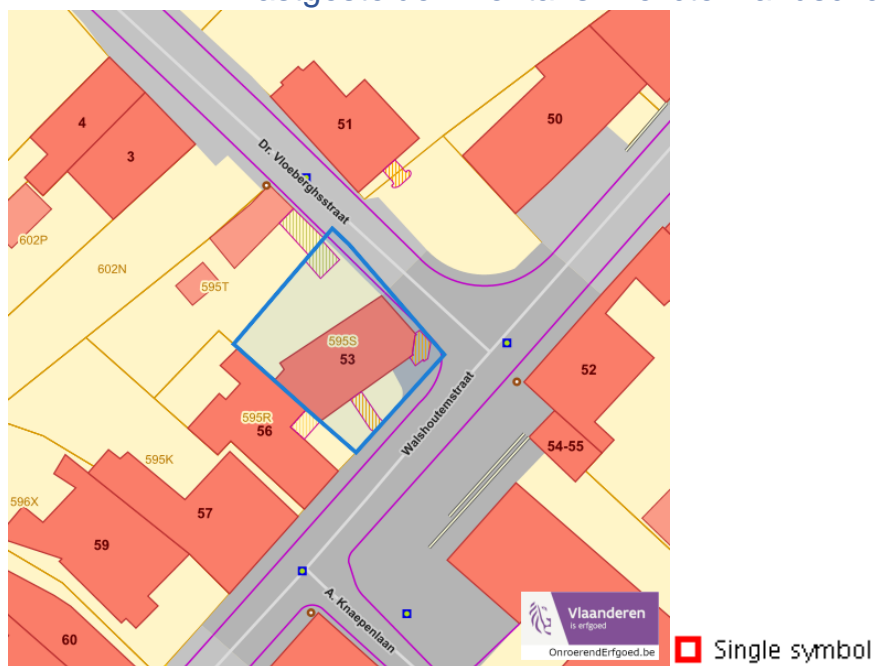 4
3
51
50
Dr. Vloeberghsstraat
602P
602N
595T
595S
53
52
Walshoutemstraat
595R
56
54-55
595K
596X
57
59
A. Knaepenlaan
60
Vlaanderen
is erfgoed
OnroerendErfgoed.be
Single symbol